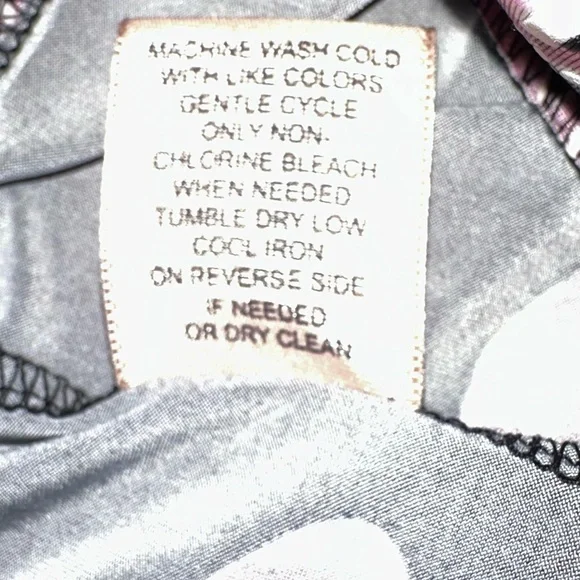 MACHINE WASH COLD
WITH LIKE COLORS
GENTLE CYCLE
ONLY NON-
CHLORINE BLEACH
WHEN NEEDED
TUMBLE DRY LOW
COOL IRON
ON REVERSE SIDE
IF NEEDED
OR DRY CLEAN